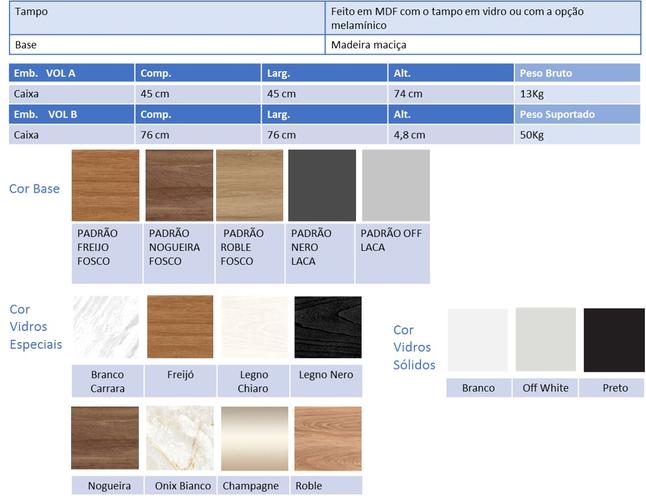 Tampo
Feito em MDF com o tampo em vidro ou com a opção
melamínico
Base
Madeira maciça
Emb. VOL A Comp. Larg. Alt. Peso Bruto
Caixa 45 cm 45 cm 74 cm 13Kg
Emb. VOL B Comp. Larg. Alt. Peso Suportado
Caixa 76 cm 76 cm 4,8 cm 50Kg
Cor Base
PADRÃO
FREIJO
FOSCO
PADRÃO
NOGUEIRA
FOSCO
PADRÃO
ROBLE
FOSCO
PADRÃO
NERO
LACA
PADRÃO OFF
LACA
Cor
Vidros
Especiais
Branco
Carrara
Freijó
Legno
Chiaro
Legno Nero
Cor
Vidros
Sólidos
Branco
Off White
Preto
Nogueira
Onix Bianco
Champagne
Roble